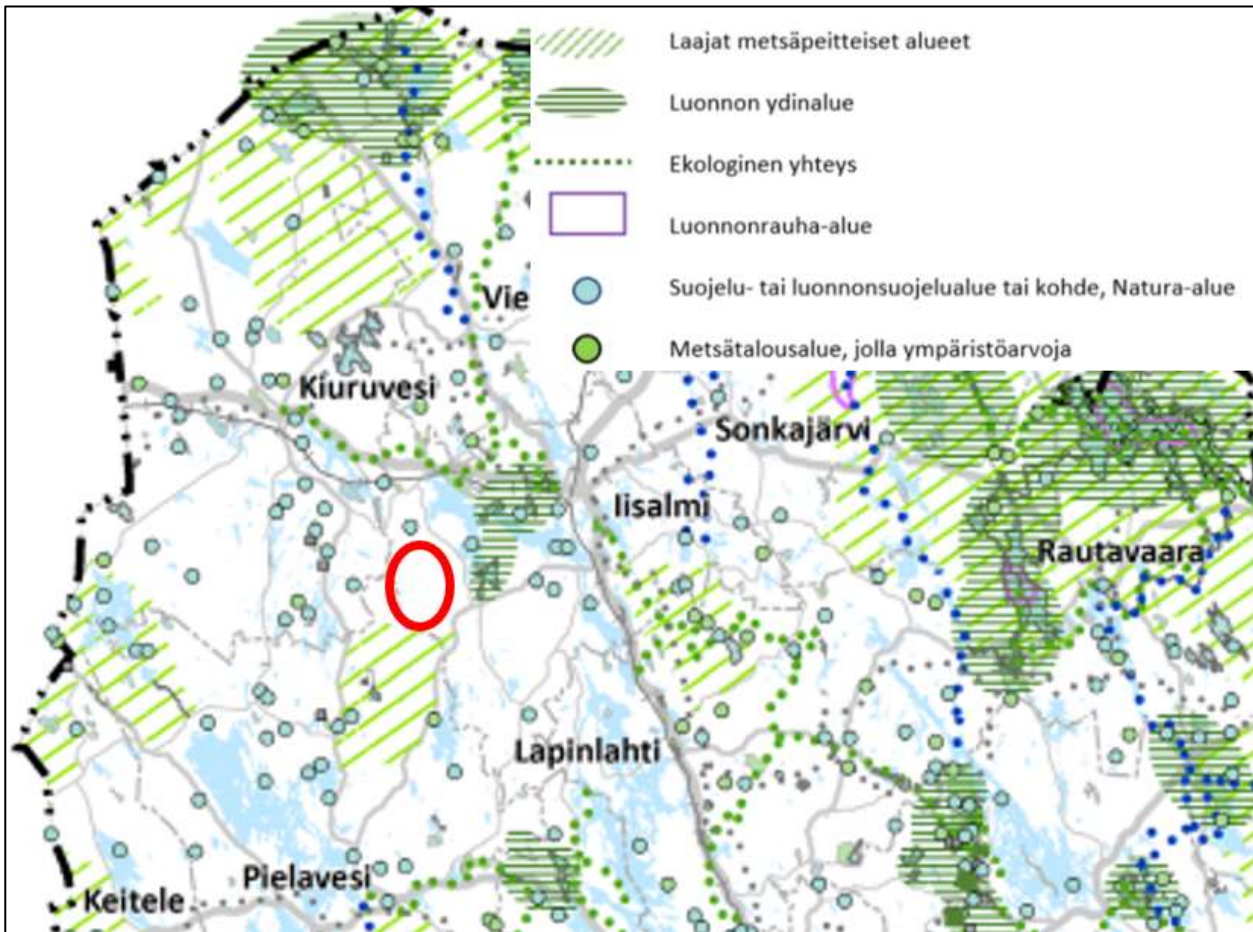 Laajat metsäpeitteiset alueet
Luonnon ydinalue
Ekologinen yhteys
Luonnonrauha-alue
Suojelu- tai luonnonsuojelualue tai kohde, Natura-alue
Metsätalousalue, jolla ympäristöarvoja
Vie
Kiuruvesi
Sonkajärvi
Iisalmi
Rautavaara
Lapinlahti
Pielavesi
Keitele